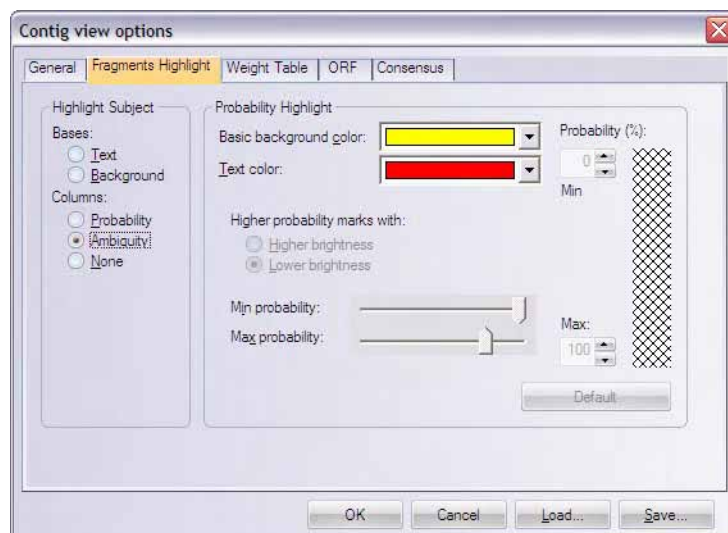 Contig view options
General
Fragments Highlight
Weight Table
ORF
Consensus
Highlight Subject
Bases:
Text
Background
Columns:
Probability
Ambiguity
None
Probability Highlight
Basic background color:
Text color:
Higher probability marks with:
Higher brightness
Lower brightness
Min probability:
Max probability:
Probability (%):
0
Min
Max:
100
Default
OK
Cancel
Load...
Save...